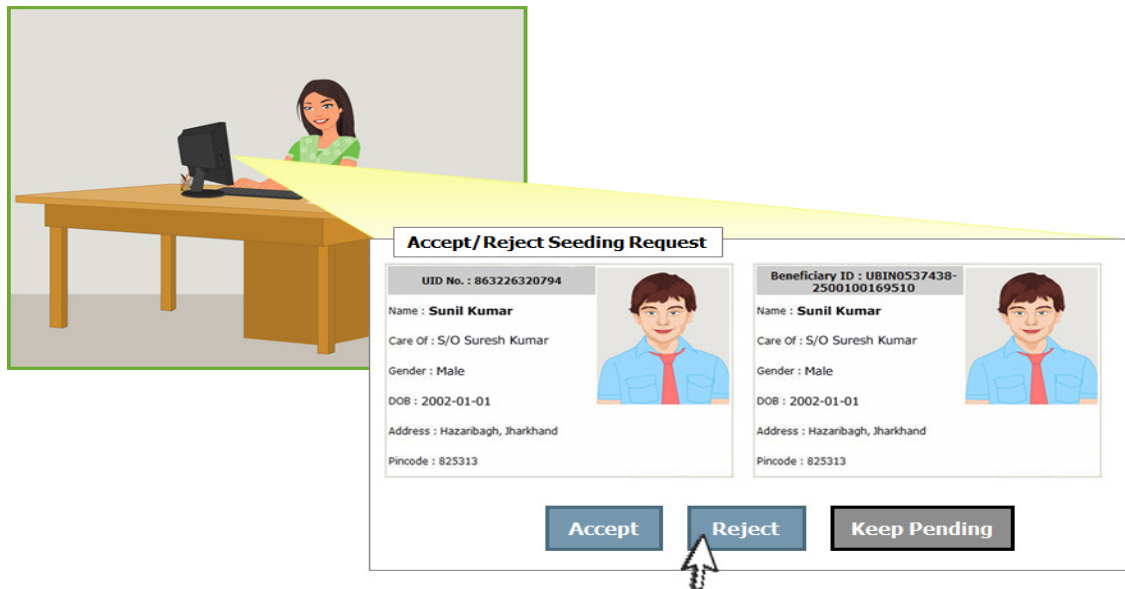 Accept/Reject Seeding Request
UID No. : 863226320794
Name : Sunil Kumar
Care Of : S/O Suresh Kumar
Gender : Male
DOB : 2002-01-01
Address : Hazaribagh, Jharkhand
Pincode : 825313
Beneficiary ID : UBIN0537438-
2500100169510
Name : Sunil Kumar
Care Of : S/O Suresh Kumar
Gender : Male
DOB : 2002-01-01
Address : Hazaribagh, Jharkhand
Pincode : 825313
Accept
Reject
Keep Pending